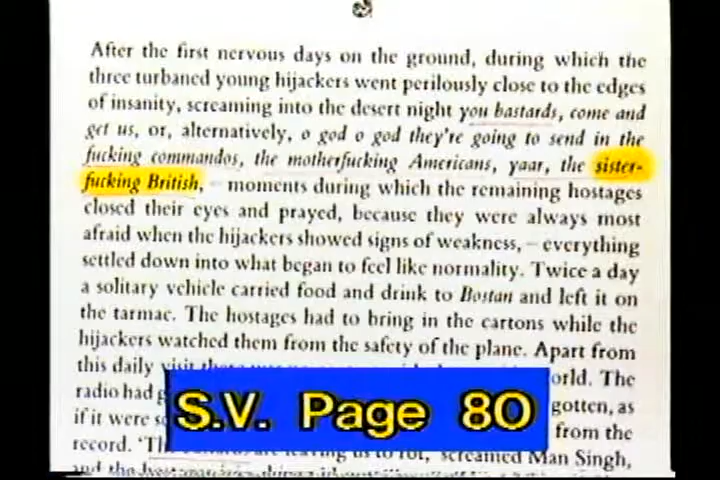 After the first nervous days on the ground, during which the
three turbaned young hijackers went perilously close to the edges
of insanity, screaming into the desert night you bastards, come and
get us, or, alternatively, o god o god they're going to send in the
fucking commandos, the motherfucking Americans, yaar, the sister-
fucking British, – moments during which the remaining hostages
closed their eyes and prayed, because they were always most
afraid when the hijackers showed signs of weakness, – everything
settled down into what began to feel like normality. Twice a day
a solitary vehicle carried food and drink to Bostan and left it on
the tarmac. The hostages had to bring in the cartons while the
hijackers watched them from the safety of the plane. Apart from
this daily visit there
orld. The
radio had
gotten, as
if it were
from the
record.
screamed Man Singh,
S.V. Page 80